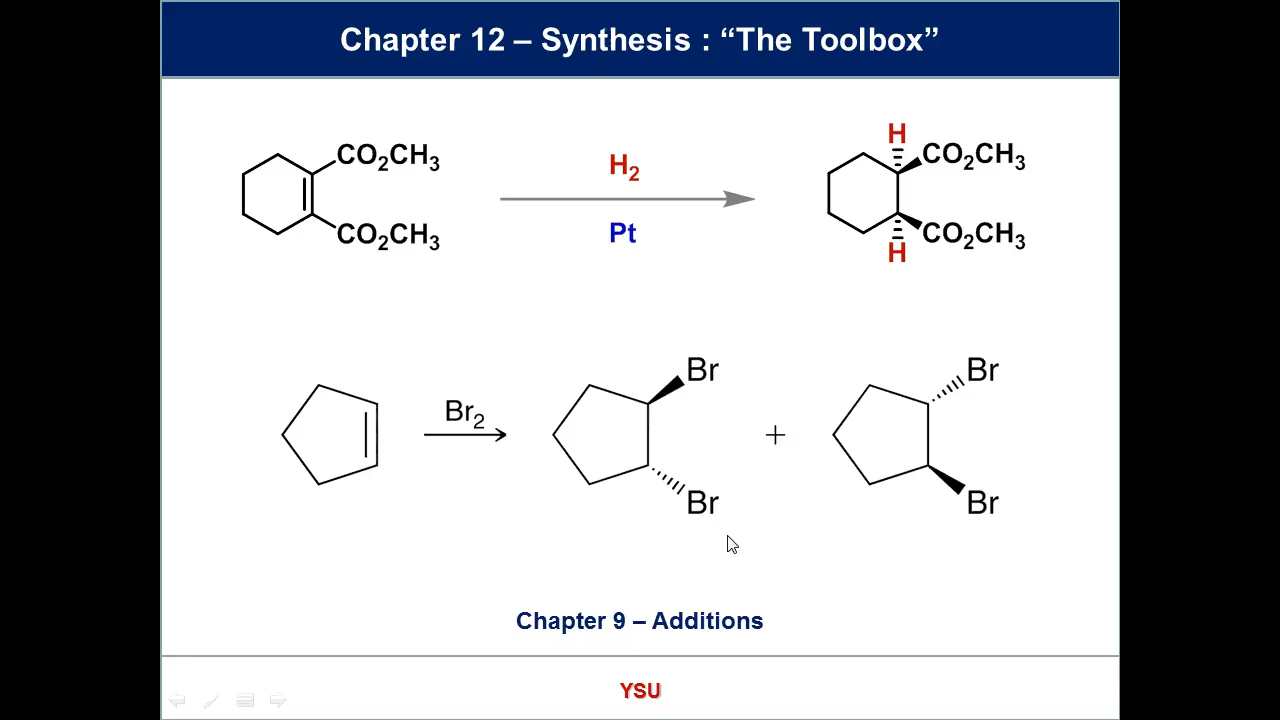 Chapter 12 – Synthesis : “The Toolbox”
CO₂CH₃
CO₂CH₃
H₂
Pt
H
CO₂CH₃
CO₂CH₃
H
Br₂
Br
Br
+
Br
Br
Chapter 9 – Additions
YSU